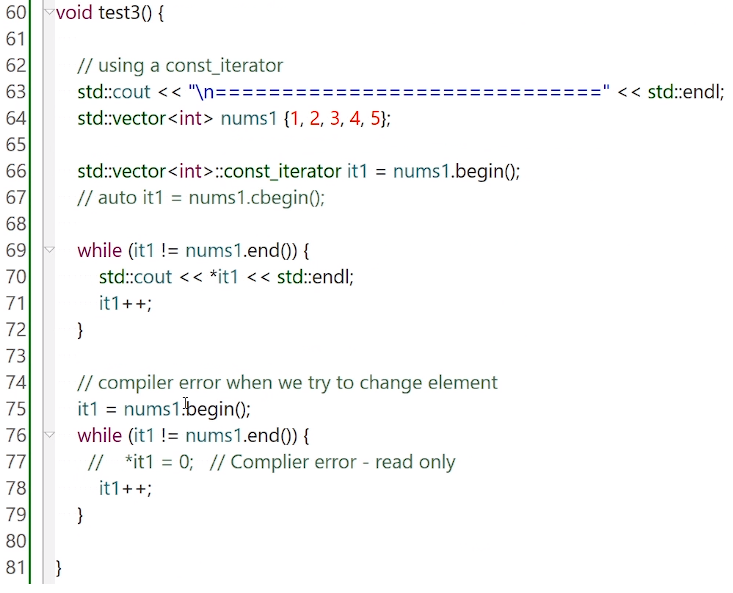 60 void test3() {
61
62 // using a const_iterator
63 std::cout << "\n=============================" << std::endl;
64 std::vector<int> nums1 {1, 2, 3, 4, 5};
65
66 std::vector<int>::const_iterator it1 = nums1.begin();
67 // auto it1 = nums1.cbegin();
68
69 while (it1 != nums1.end()) {
70 std::cout << *it1 << std::endl;
71 it1++;
72 }
73
74 // compiler error when we try to change element
75 it1 = nums1.begin();
76 while (it1 != nums1.end()) {
77 // *it1 = 0; // Complier error - read only
78 it1++;
79 }
80
81 }